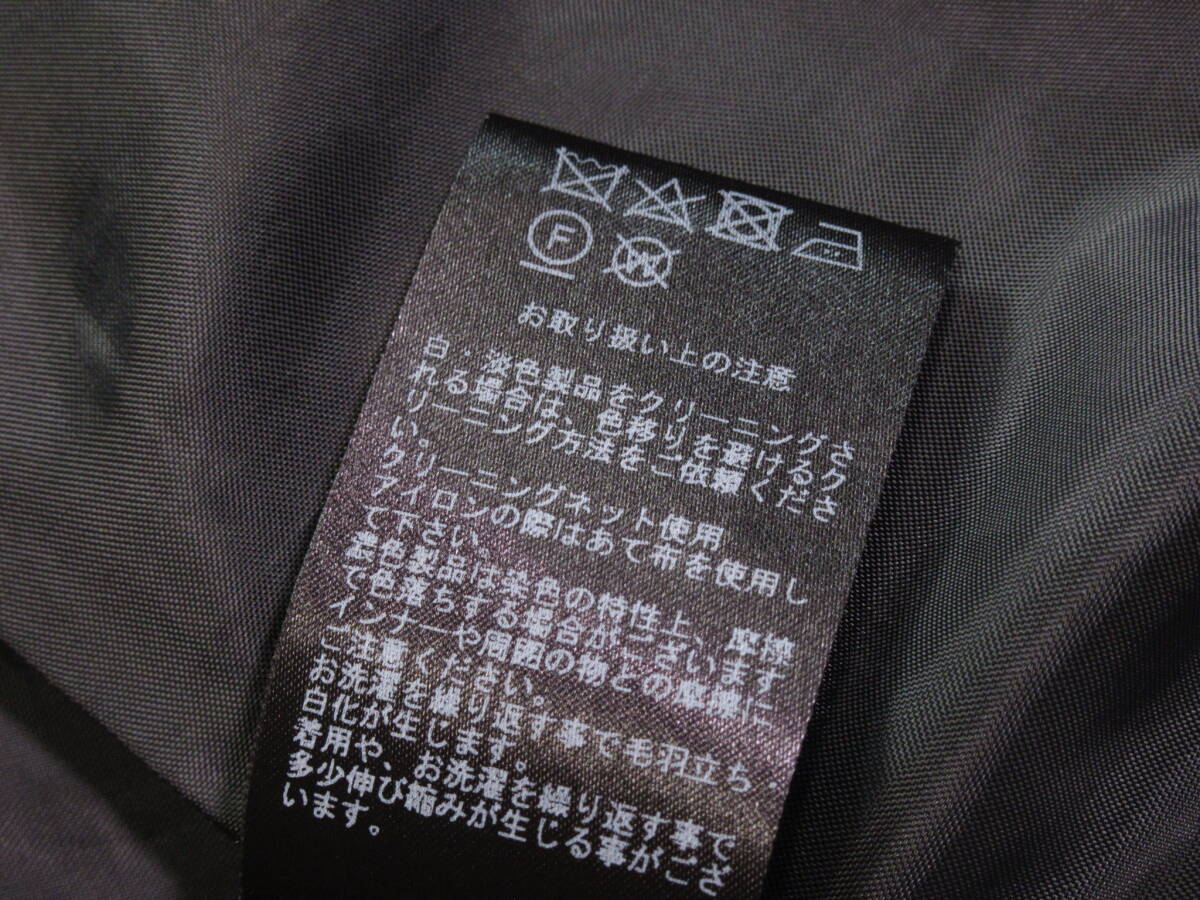 F W
お取り扱い上の注意
白・淡色製品をクリーニングさ
れる場合は、色移りを避けるク
リーニング方法をご依頼くださ
い。
クリーニングネット使用
アイロンの際はあて布を使用し
て下さい。
濃色製品は染色の特性上、摩擦
で色落ちする場合がございます
インナーや周囲の物との摩擦に
ご注意ください。
お洗濯を繰り返す事で毛羽立ち・
白化が生じます。
着用や、お洗濯を繰り返す事で
多少伸び縮みが生じる事がござ
います。